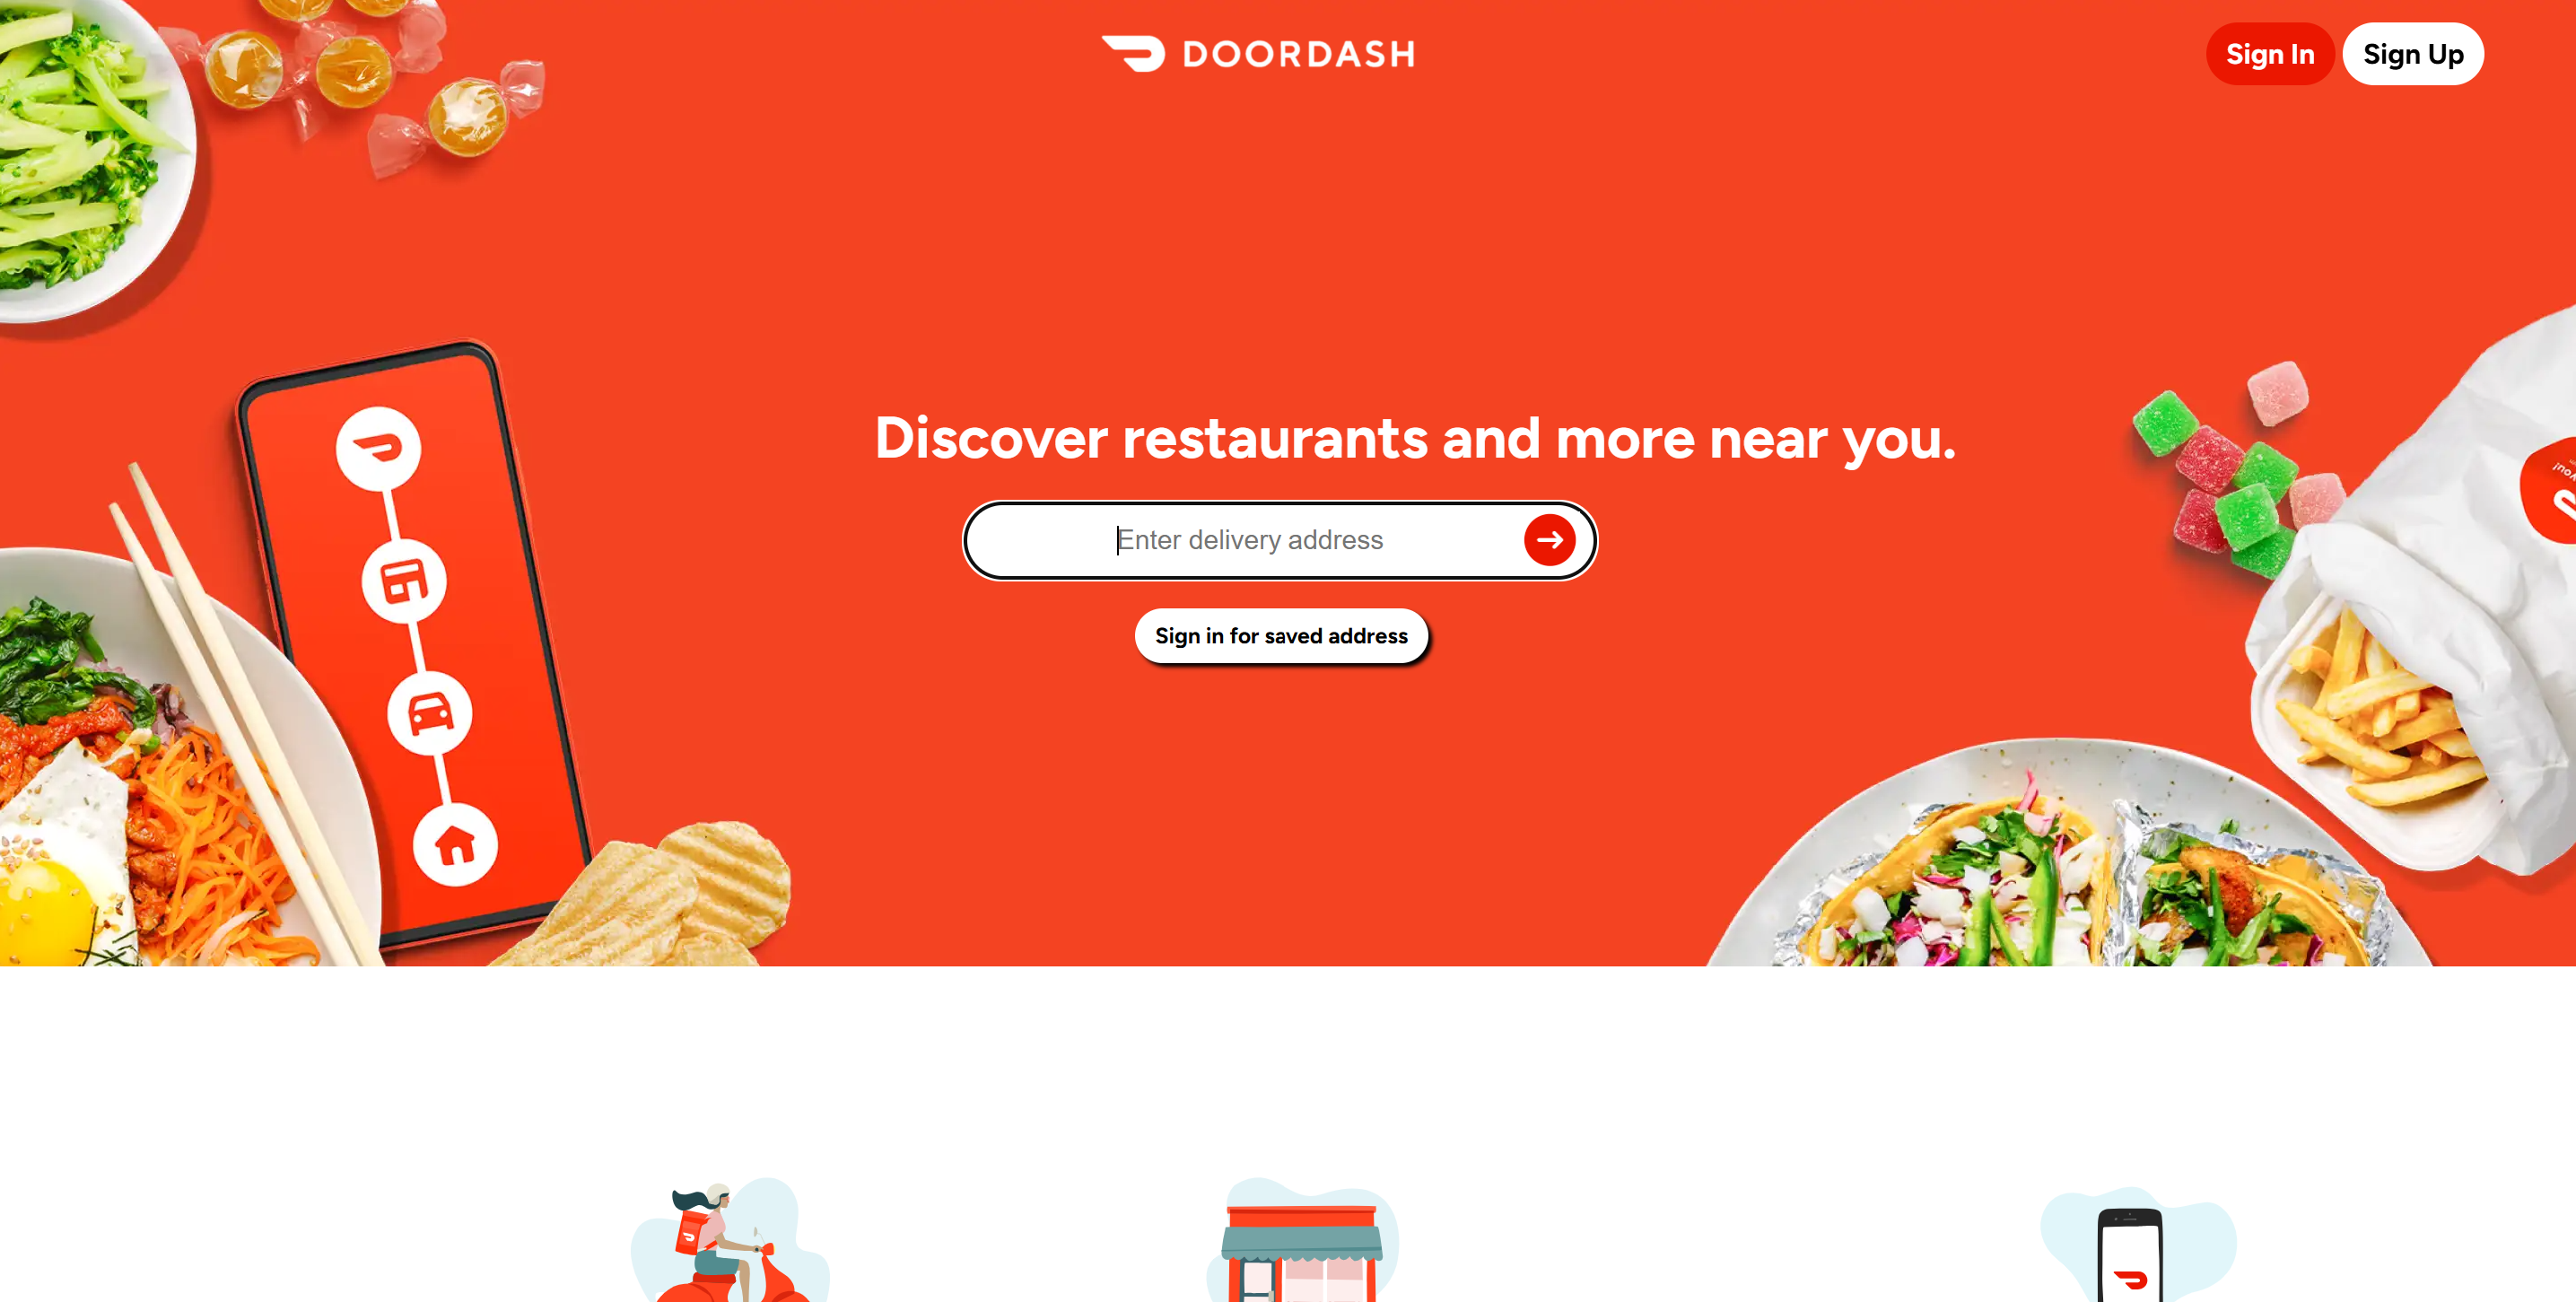 DOORDASH
Sign In
Sign Up
Discover restaurants and more near you.
Enter delivery address
Sign in for saved address